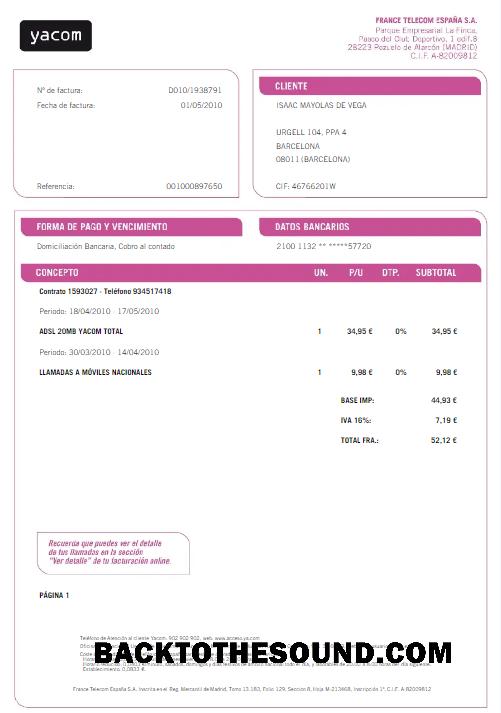 yacom
FRANCE TELECOM ESPAÑA S.A.
Parque Empresarial La Finca,
Paseo del Club Deportivo, 1 edif.8
28223 Pozuelo de Alarcón (MADRID)
C.I.F. A-82009812
Nº de factura: D010/1938791
Fecha de factura: 01/05/2010
Referencia: 001000897650
CLIENTE
ISAAC MAYOLAS DE VEGA
URGELL 104, PPA 4
BARCELONA
08011 (BARCELONA)
CIF: 46766201W
FORMA DE PAGO Y VENCIMIENTO
Domiciliación Bancaria, Cobro al contado
DATOS BANCARIOS
2100 1132 ** *****57720
CONCEPTO UN. P/U DTP. SUBTOTAL
Contrato 1593027 - Teléfono 934517418
Periodo: 18/04/2010 - 17/05/2010
ADSL 20MB YACOM TOTAL 1 34,95 € 0% 34,95 €
Periodo: 30/03/2010 - 14/04/2010
LLAMADAS A MÓVILES NACIONALES 1 9,98 € 0% 9,98 €
BASE IMP: 44,93 €
IVA 16%: 7,19 €
TOTAL FRA.: 52,12 €
Recuerda que puedes ver el detalle
de tus llamadas en la sección
"Ver detalle" de tu facturación online.
PÁGINA 1
Teléfono de Atención al cliente Yacom: 902 902 902, web: www.acceso.ya.com
BACKTOTHESOUND.COM
France Telecom España S.A. Inscrita en el Reg. Mercantil de Madrid, Tomo 13.183, Folio 129, Sección 8, Hoja M-213468, Inscripción 1ª, C.I.F. A-82009812